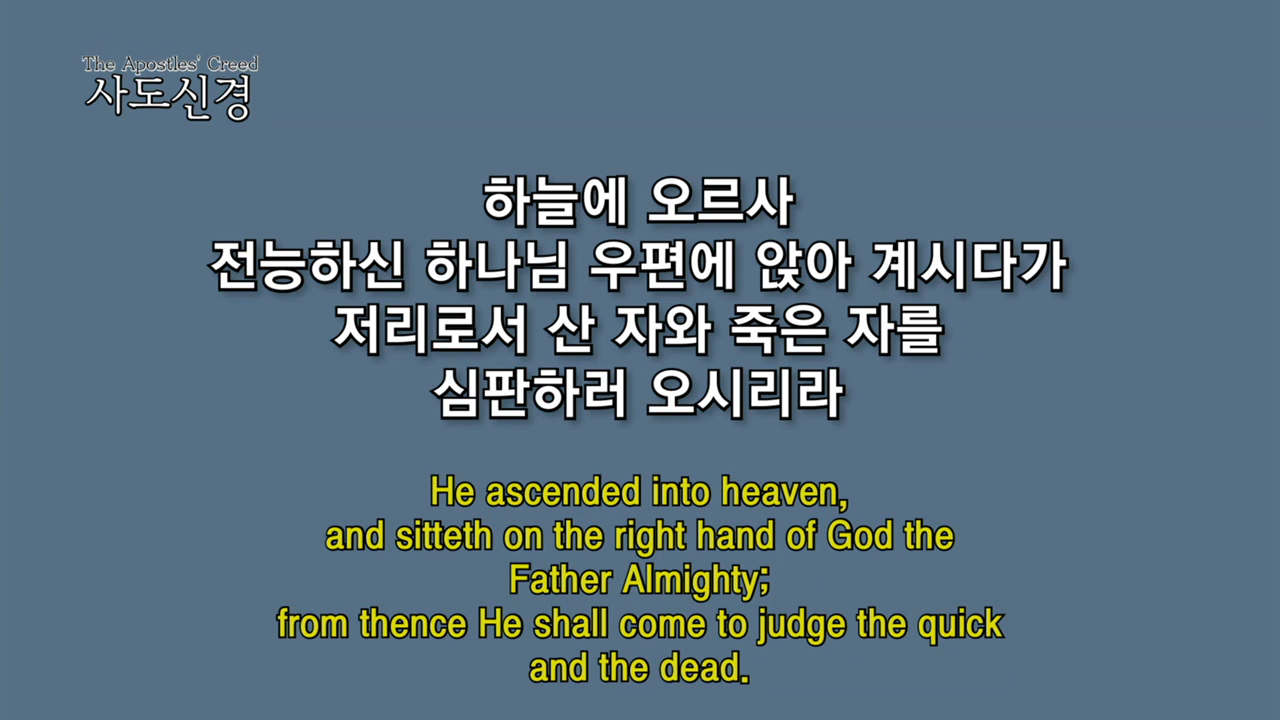 The Apostles' Creed
사도신경
하늘에 오르사
전능하신 하나님 우편에 앉아 계시다가
저리로서 산 자와 죽은 자를
심판하러 오시리라
He ascended into heaven,
and sitteth on the right hand of God the
Father Almighty;
from thence He shall come to judge the quick
and the dead.